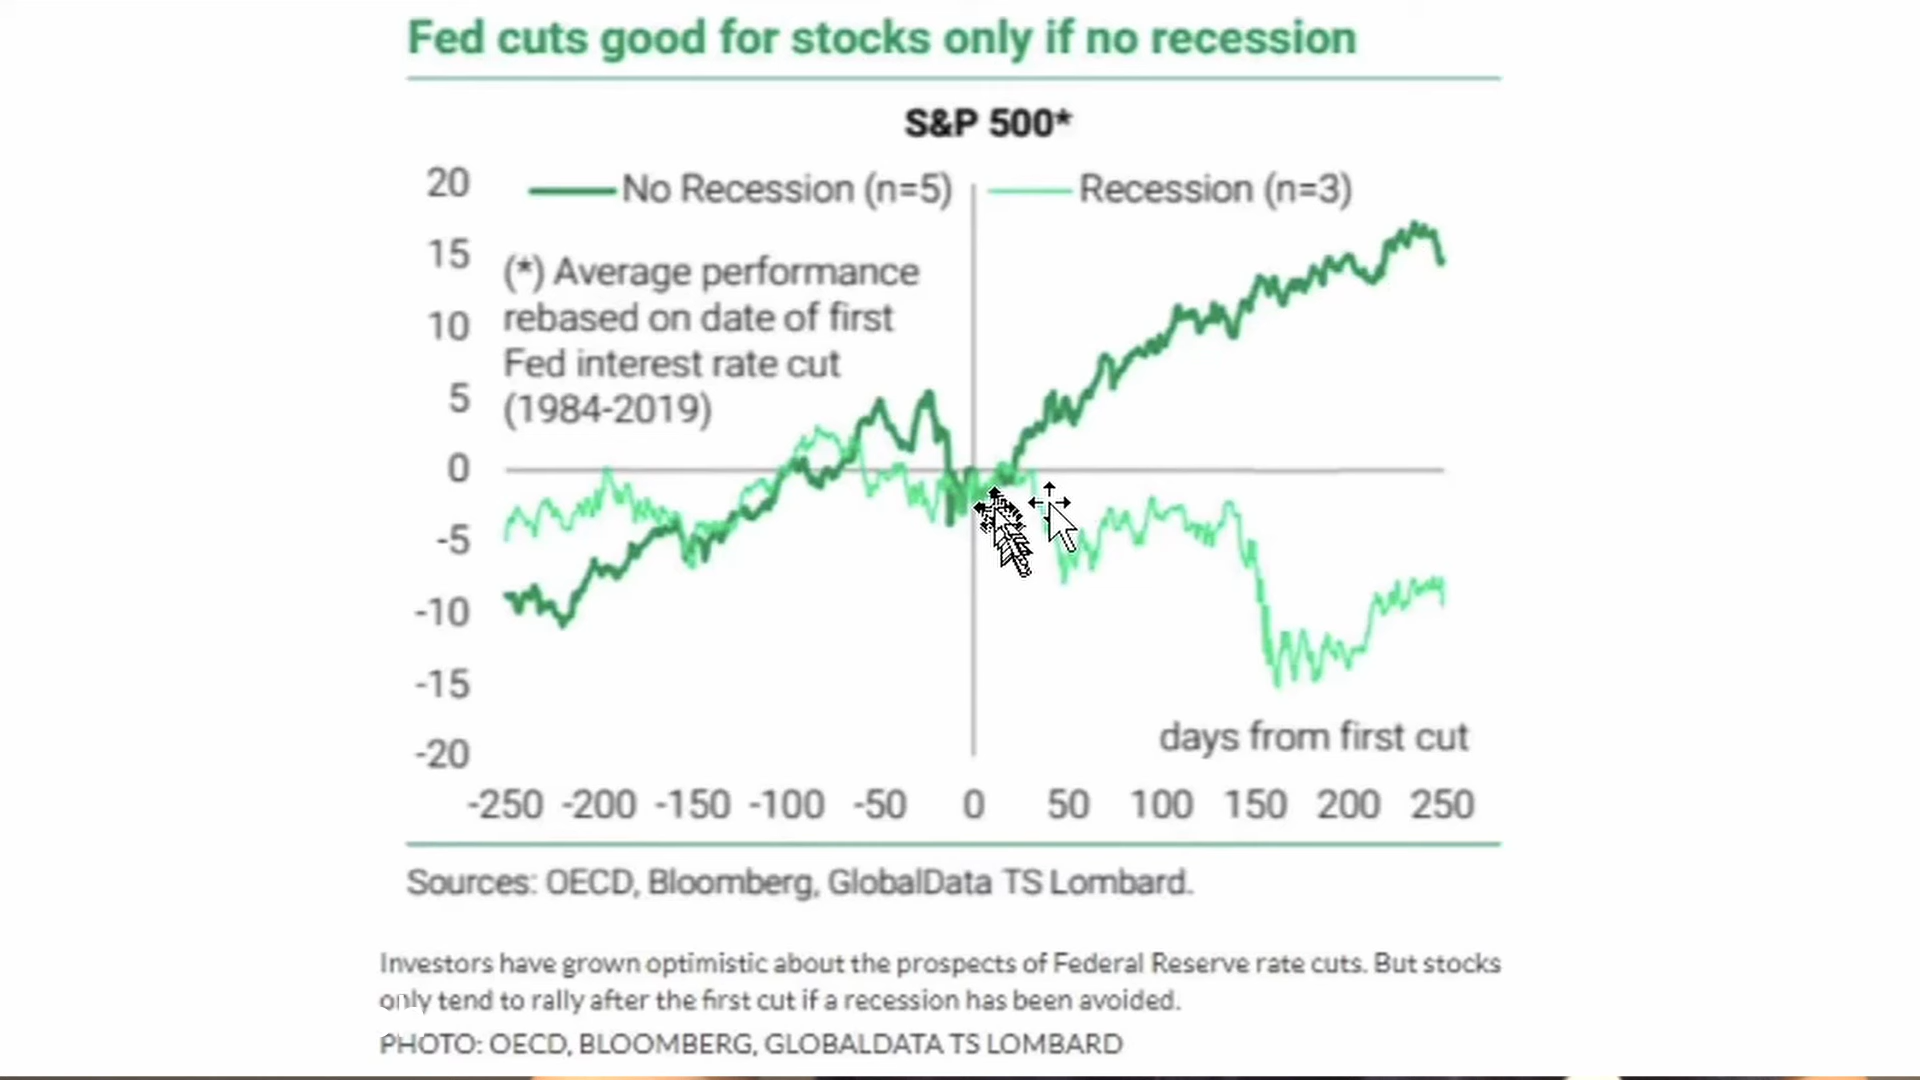 Fed cuts good for stocks only if no recession
S&P 500*
20
No Recession (n=5)
Recession (n=3)
15
(*) Average performance
rebased on date of first
10
Fed interest rate cut
5
(1984-2019)
0
-5
-10
-15
days from first cut
-20
-250 -200 -150 -100 -50 0 50 100 150 200 250
Sources: OECD, Bloomberg, GlobalData TS Lombard.
Investors have grown optimistic about the prospects of Federal Reserve rate cuts. But stocks
only tend to rally after the first cut if a recession has been avoided.
PHOTO: OECD, BLOOMBERG, GLOBALDATA TS LOMBARD